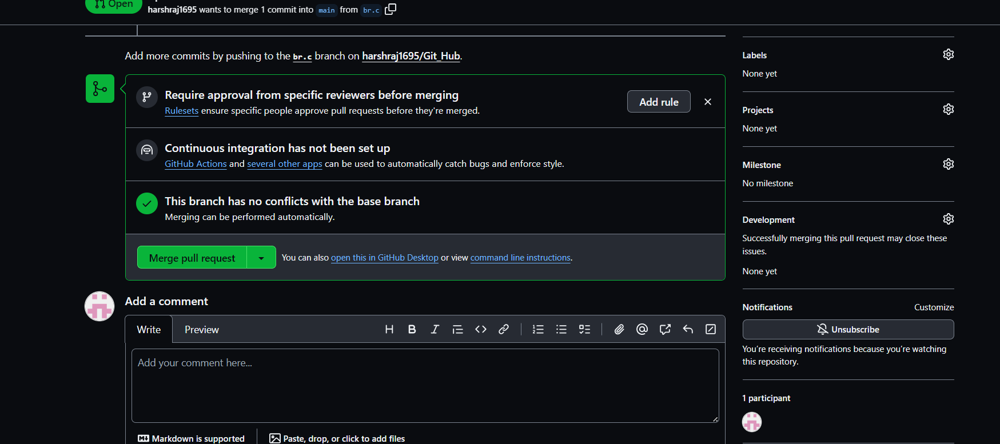 Open
harshraj1695 wants to merge 1 commit into main from br.c
Add more commits by pushing to the br.c branch on harshraj1695/Git_Hub.
Require approval from specific reviewers before merging
Rulesets ensure specific people approve pull requests before they're merged.
Add rule
Continuous integration has not been set up
GitHub Actions and several other apps can be used to automatically catch bugs and enforce style.
This branch has no conflicts with the base branch
Merging can be performed automatically.
Merge pull request
You can also open this in GitHub Desktop or view command line instructions.
Add a comment
Write
Preview
Add your comment here...
Markdown is supported
Paste, drop, or click to add files
Labels
None yet
Projects
None yet
Milestone
No milestone
Development
Successfully merging this pull request may close these
issues.
None yet
Notifications
Customize
Unsubscribe
You're receiving notifications because you're watching
this repository.
1 participant